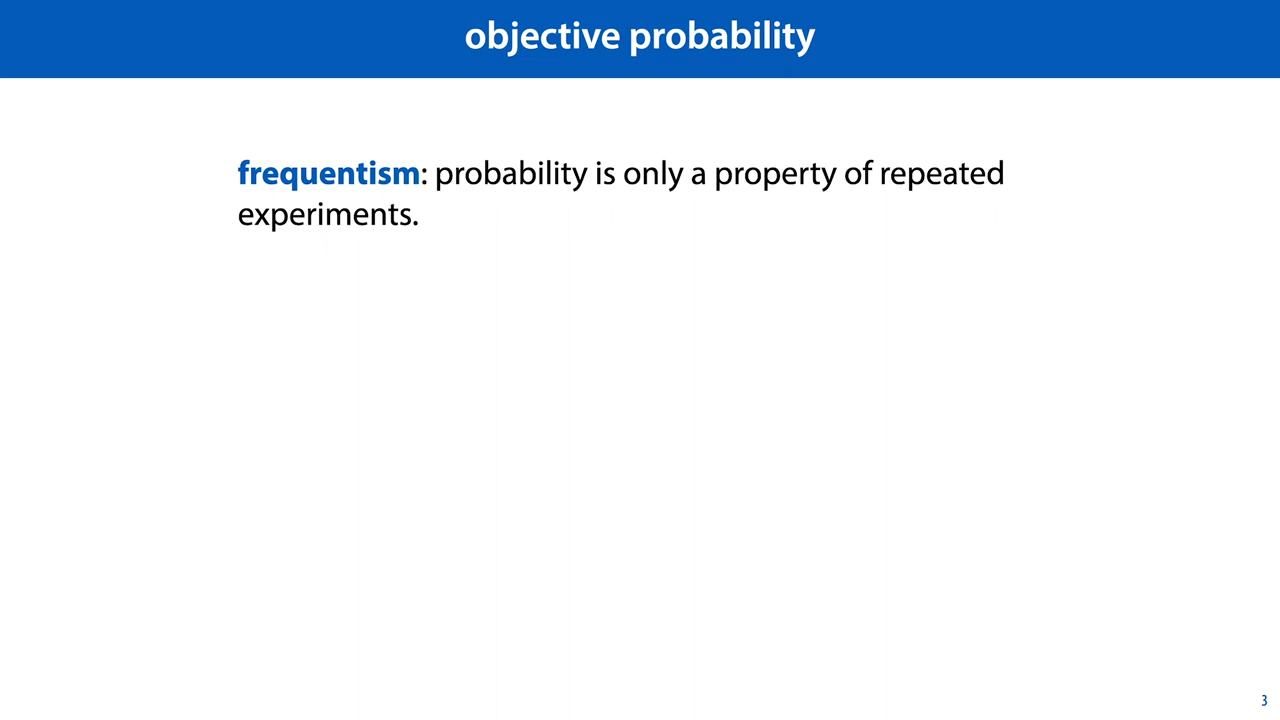 objective probability
frequentism: probability is only a property of repeated
experiments.
3